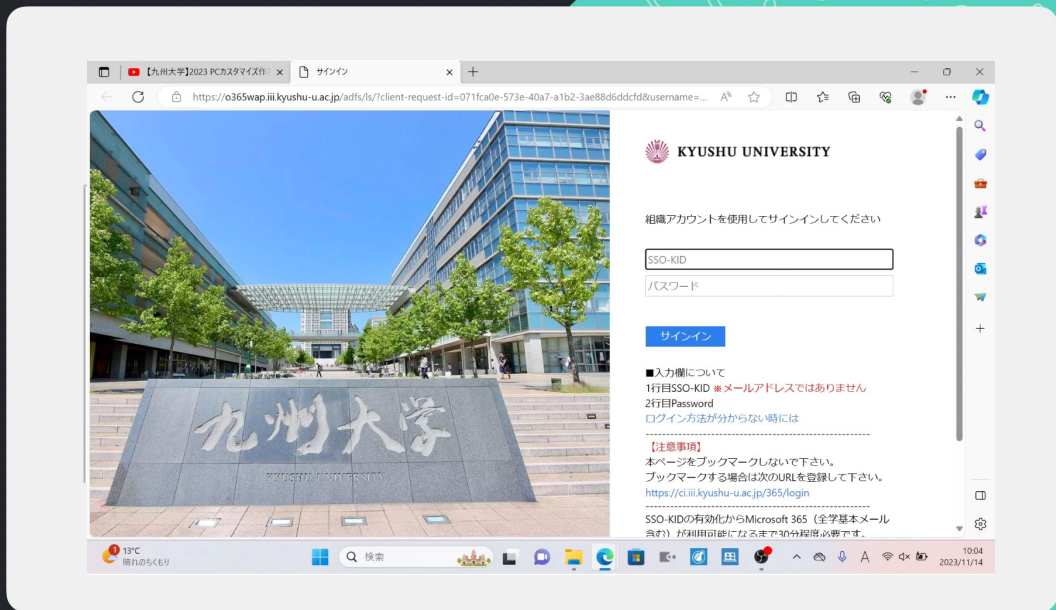 【九州大学】2023 PCカスタマイズ作
サインイン
https://o365wap.iii.kyushu-u.ac.jp/adfs/ls/?client-request-id=071fca0e-573e-40a7-a1b2-3ae88d6ddcfd&username=...
KYUSHU UNIVERSITY
組織アカウントを使用してサインインしてください
SSO-KID
パスワード
サインイン
■入力欄について
1行目SSO-KID ※メールアドレスではありません
2行目Password
ログイン方法が分からない時には
【注意事項】
本ページをブックマークしないで下さい。
ブックマークする場合は次のURLを登録して下さい。
https://ci.iii.kyushu-u.ac.jp/365/login
SSO-KIDの有効化からMicrosoft 365（全学基本メール
含む）が利用可能になるまで30分程度必要です。
九州大学
KYUSHU UNIVERSITY
1
13°C
晴れのちくもり
検索
A
10:04
2023/11/14